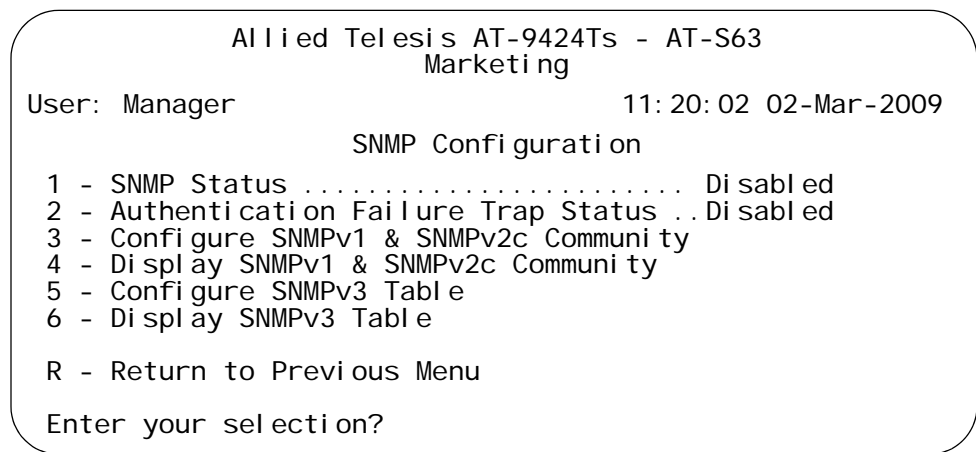 Allied Telesis AT-9424Ts - AT-S63
Marketing
User: Manager 11:20:02 02-Mar-2009
SNMP Configuration
1 - SNMP Status ........................ Disabled
2 - Authentication Failure Trap Status ..Disabled
3 - Configure SNMPv1 & SNMPv2c Community
4 - Display SNMPv1 & SNMPv2c Community
5 - Configure SNMPv3 Table
6 - Display SNMPv3 Table
R - Return to Previous Menu
Enter your selection?